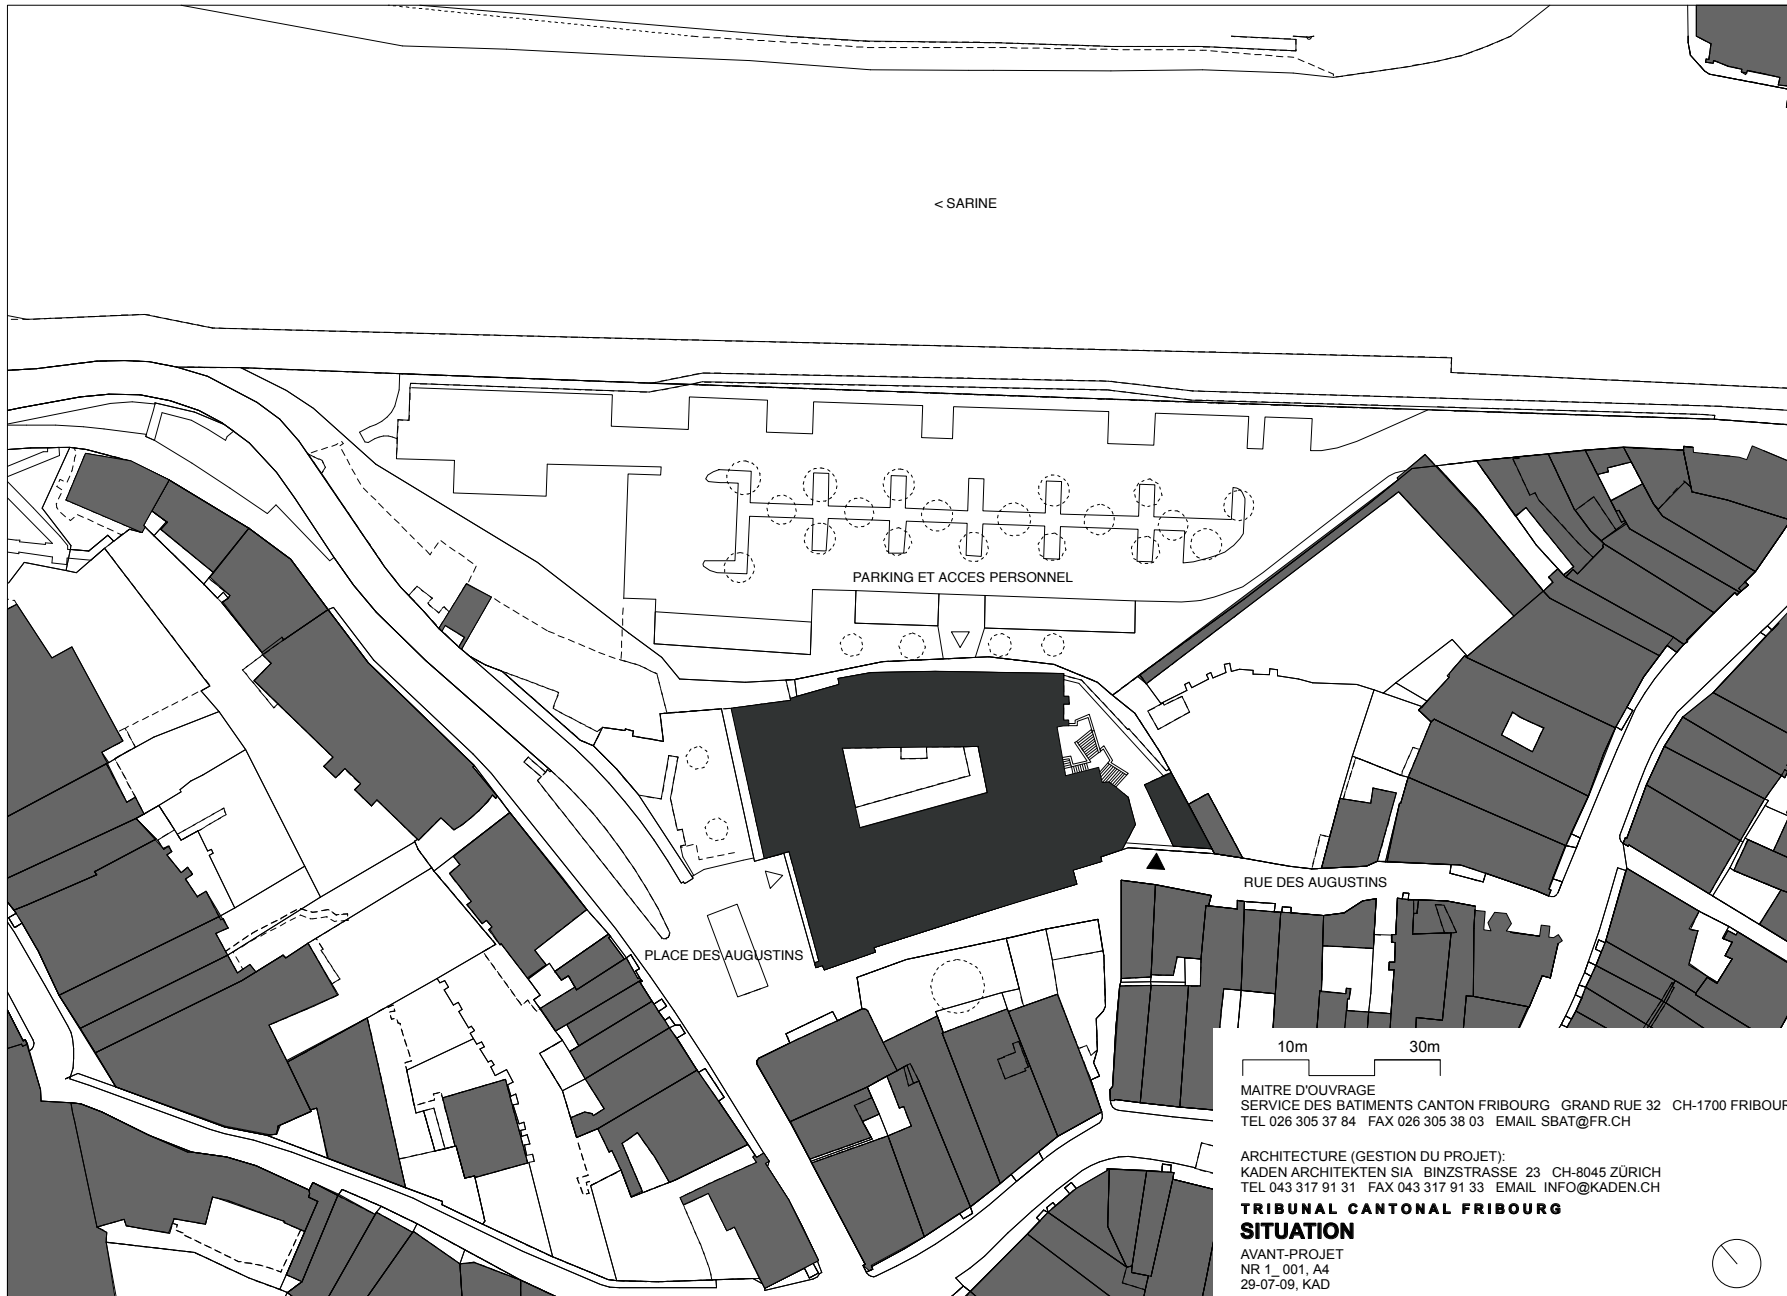 < SARINE
PARKING ET ACCES PERSONNEL
RUE DES AUGUSTINS
PLACE DES AUGUSTINS
10m 30m
MAITRE D'OUVRAGE
SERVICE DES BATIMENTS CANTON FRIBOURG GRAND RUE 32 CH-1700 FRIBOUR
TEL 026 305 37 84 FAX 026 305 38 03 EMAIL SBAT@FR.CH
ARCHITECTURE (GESTION DU PROJET):
KADEN ARCHITEKTEN SIA BINZSTRASSE 23 CH-8045 ZÜRICH
TEL 043 317 91 31 FAX 043 317 91 33 EMAIL INFO@KADEN.CH
TRIBUNAL CANTONAL FRIBOURG
SITUATION
AVANT-PROJET
NR 1_ 001, A4
29-07-09, KAD